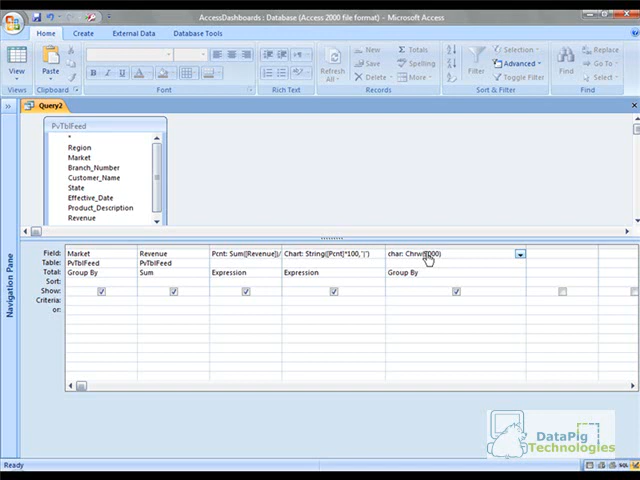 AccessDashboards : Database (Access 2000 file format) - Microsoft Access
Home Create External Data Database Tools
View Paste
B I U
New Totals
Save Spelling
Delete More
Refresh All
Filter
Selection
Advanced
Toggle Filter
Find
Replace
Go To
Select
Views Clipboard Font Rich Text Records Sort & Filter Find
Query2
PvTblFeed
*
Region
Market
Branch_Number
Customer_Name
State
Effective_Date
Product_Description
Revenue
Navigation Pane
Field: Market Revenue Pcnt: Sum([Revenue])/ Chart: String([Pcnt]*100,"|") char: Chrw(000)
Table: PvTblFeed PvTblFeed
Total: Group By Sum Expression Expression Group By
Sort:
Show:
Criteria:
or:
DataPig
Technologies
Ready
SQL